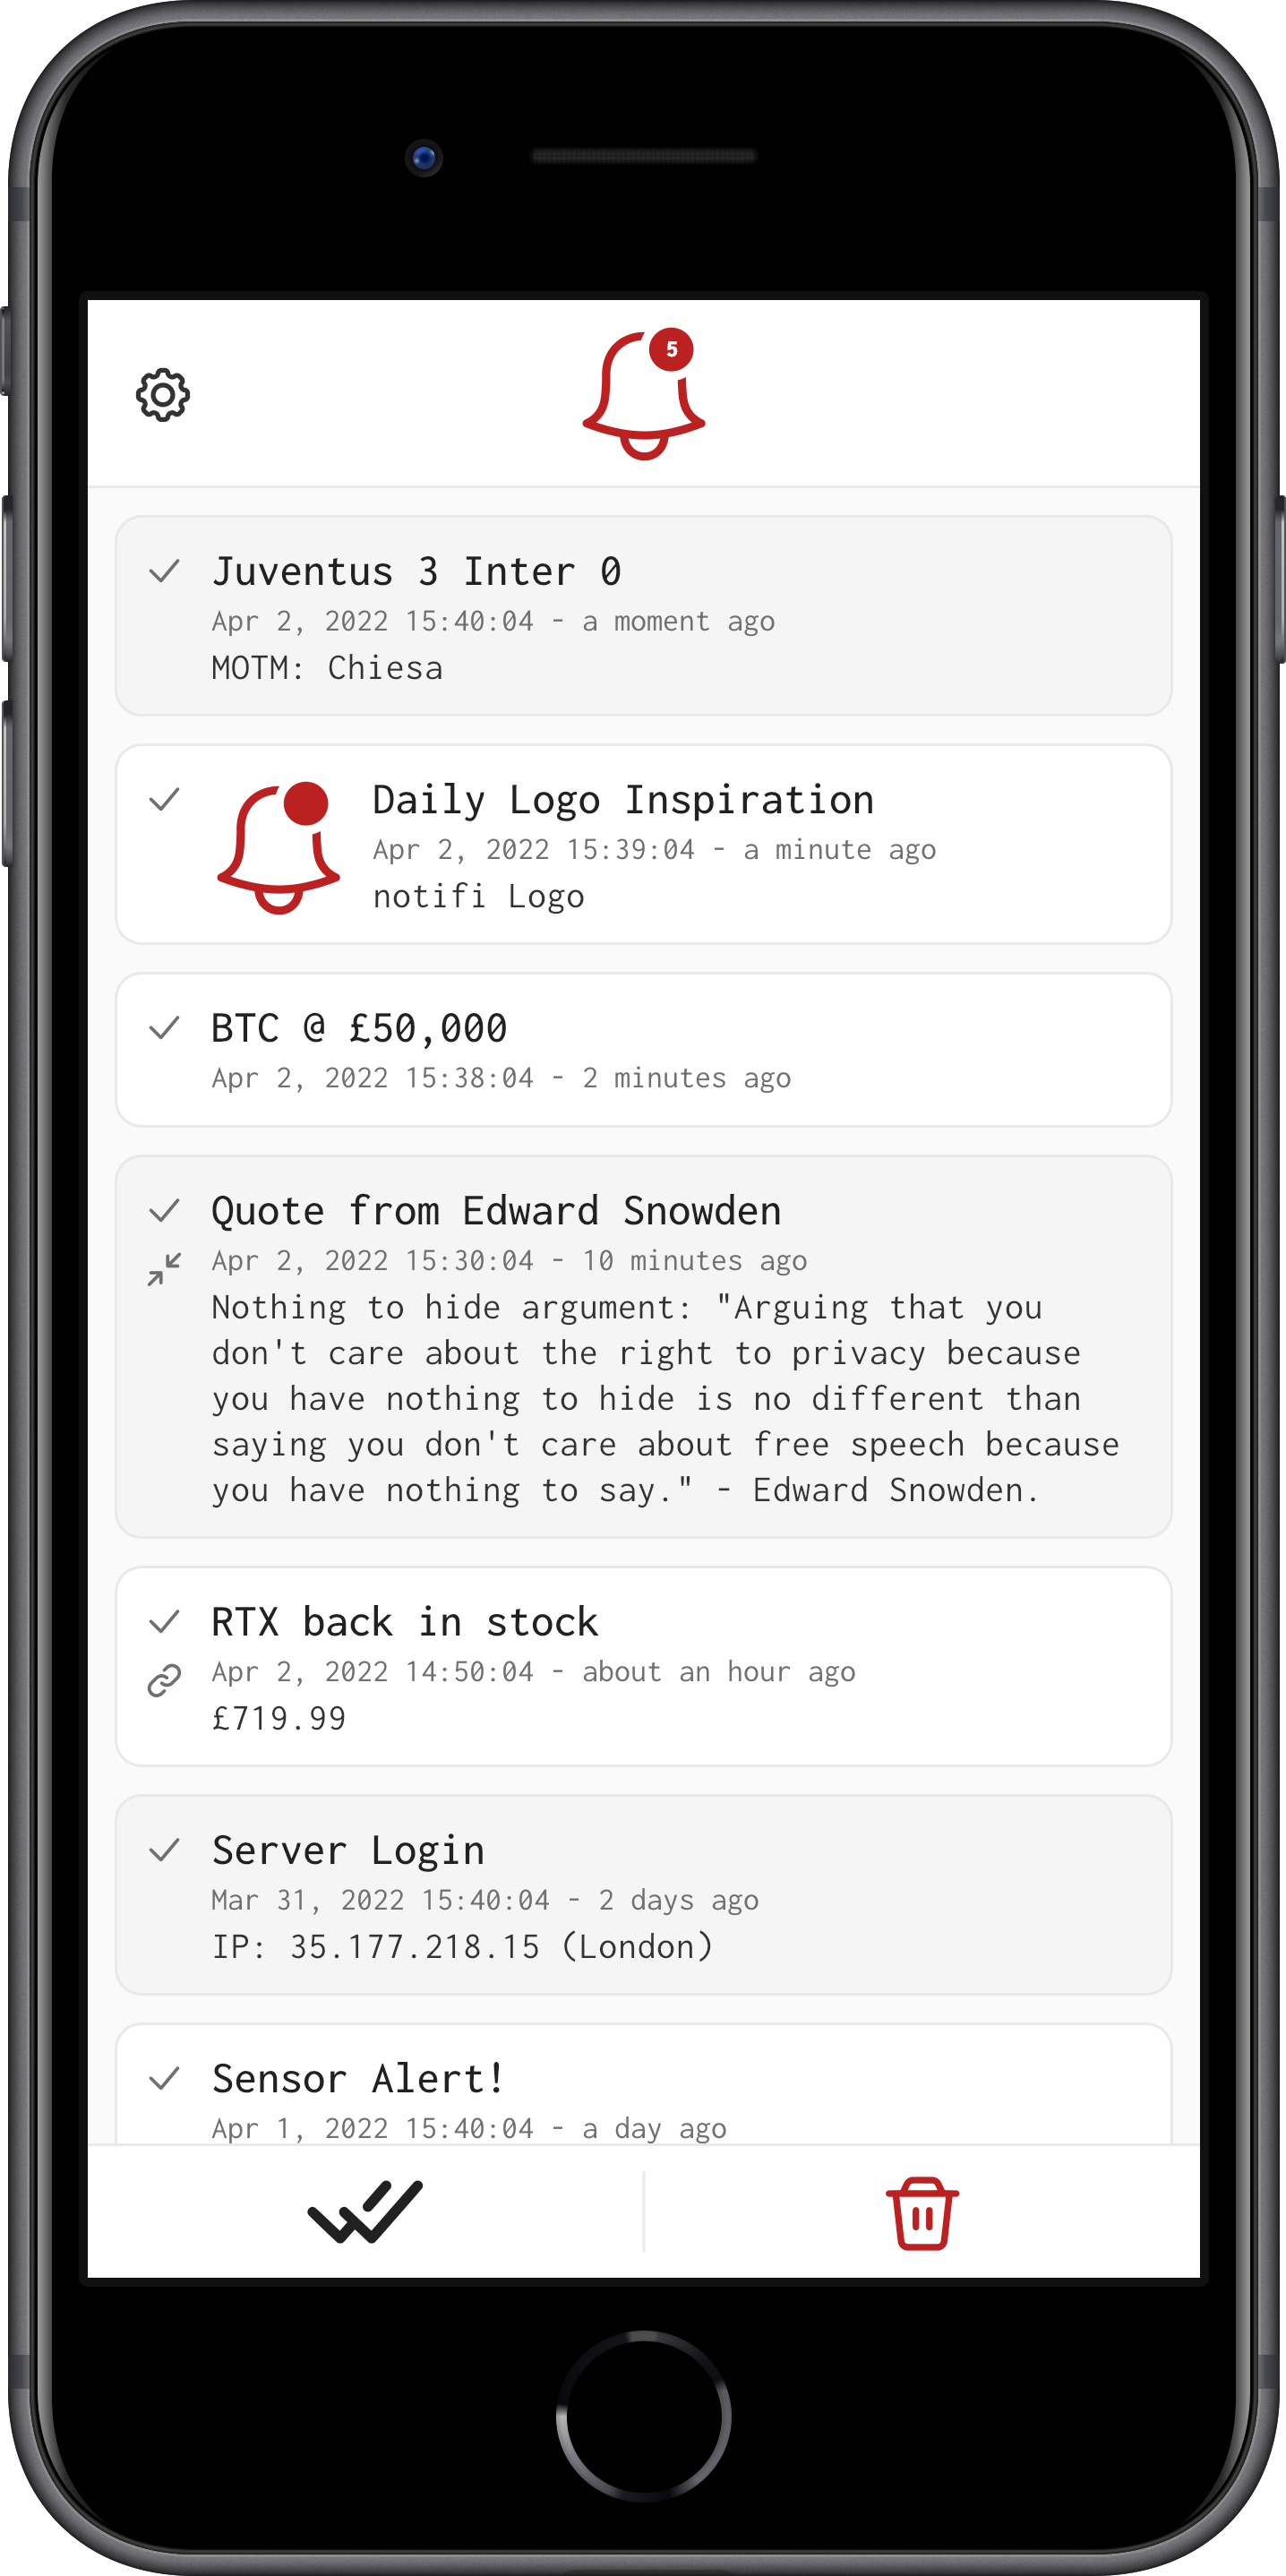 5
Juventus 3 Inter 0
Apr 2, 2022 15:40:04 - a moment ago
MOTM: Chiesa
Daily Logo Inspiration
Apr 2, 2022 15:39:04 - a minute ago
notifi Logo
BTC @ £50,000
Apr 2, 2022 15:38:04 - 2 minutes ago
Quote from Edward Snowden
Apr 2, 2022 15:30:04 - 10 minutes ago
Nothing to hide argument: "Arguing that you
don't care about the right to privacy because
you have nothing to hide is no different than
saying you don't care about free speech because
you have nothing to say." - Edward Snowden.
RTX back in stock
Apr 2, 2022 14:50:04 - about an hour ago
£719.99
Server Login
Mar 31, 2022 15:40:04 - 2 days ago
IP: 35.177.218.15 (London)
Sensor Alert!
Apr 1, 2022 15:40:04 - a day ago